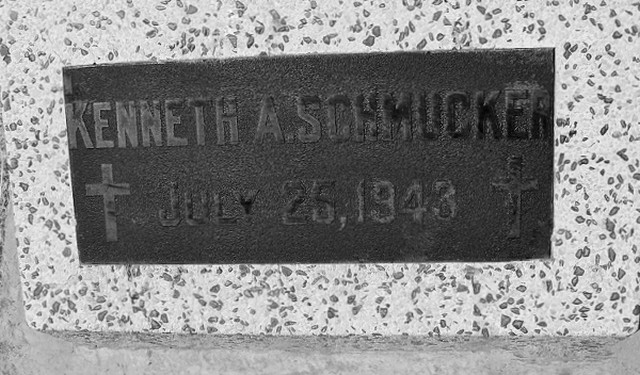 KENNETH A. SCHMUCKER
JULY 25, 1943